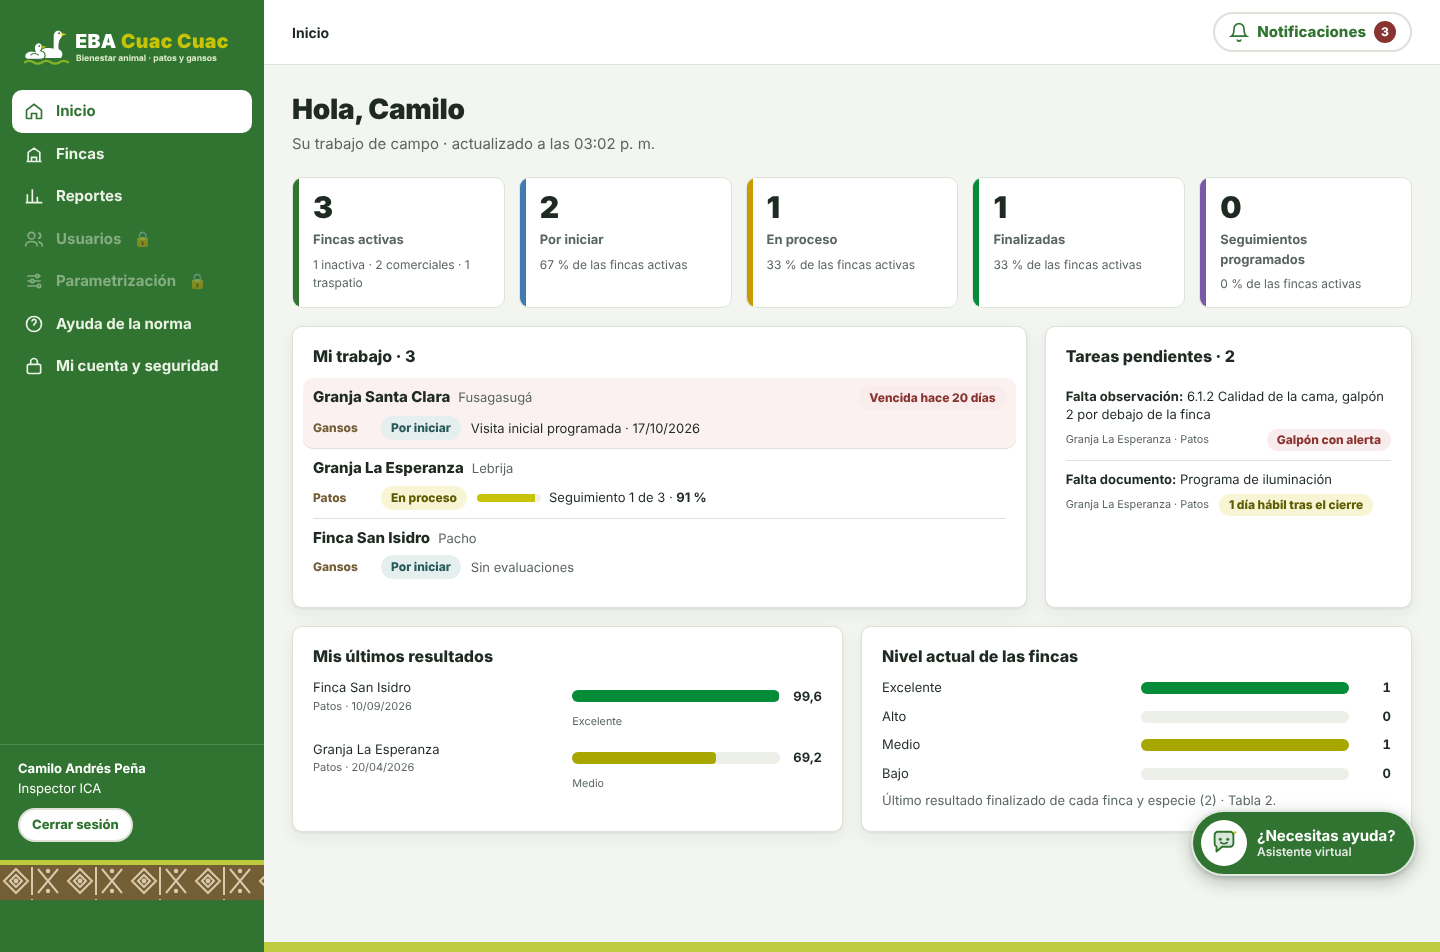 EBA Cuac Cuac
Bienestar animal · patos y gansos
Inicio
Fincas
Reportes
Usuarios
Parametrización
Ayuda de la norma
Mi cuenta y seguridad
Camilo Andrés Peña
Inspector ICA
Cerrar sesión
Inicio
Notificaciones 3
Hola, Camilo
Su trabajo de campo · actualizado a las 03:02 p. m.
3
Fincas activas
1 inactiva · 2 comerciales · 1
traspatio
2
Por iniciar
67 % de las fincas activas
1
En proceso
33 % de las fincas activas
1
Finalizadas
33 % de las fincas activas
0
Seguimientos
programados
0 % de las fincas activas
Mi trabajo · 3
Granja Santa Clara Fusagasugá Vencida hace 20 días
Gansos Por iniciar Visita inicial programada · 17/10/2026
Granja La Esperanza Lebrija
Patos En proceso Seguimiento 1 de 3 · 91 %
Finca San Isidro Pacho
Gansos Por iniciar Sin evaluaciones
Tareas pendientes · 2
Falta observación: 6.1.2 Calidad de la cama, galpón
2 por debajo de la finca
Granja La Esperanza · Patos Galpón con alerta
Falta documento: Programa de iluminación
Granja La Esperanza · Patos 1 día hábil tras el cierre
Mis últimos resultados
Finca San Isidro
Patos · 10/09/2026
99,6
Excelente
Granja La Esperanza
Patos · 20/04/2026
69,2
Medio
Nivel actual de las fincas
Excelente 1
Alto 0
Medio 1
Bajo 0
Último resultado finalizado de cada finca y especie (2) · Tabla 2.
¿Necesitas ayuda?
Asistente virtual